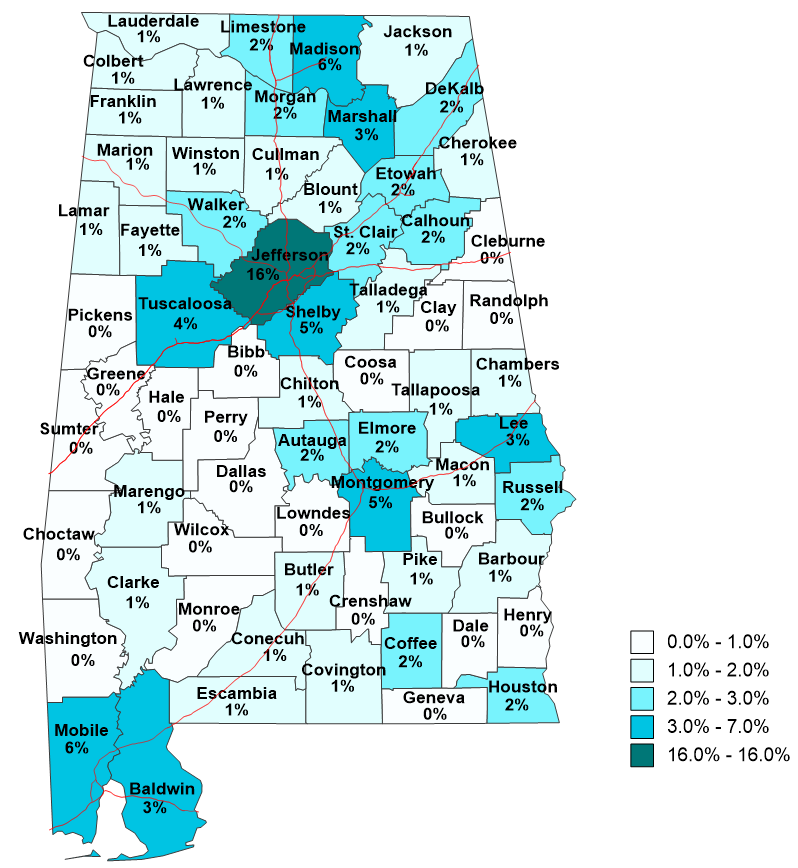 Lauderdale
1%
Limestone
2%
Madison
6%
Jackson
1%
Colbert
1%
Lawrence
1%
Franklin
1%
Morgan
2%
Marshall
3%
DeKalb
2%
Marion
1%
Winston
1%
Cullman
1%
Cherokee
1%
Blount
1%
Etowah
2%
Lamar
1%
Fayette
1%
Walker
2%
St. Clair
2%
Calhoun
2%
Cleburne
0%
Jefferson
16%
Talladega
1%
Clay
0%
Randolph
0%
Pickens
0%
Tuscaloosa
4%
Shelby
5%
Bibb
0%
Greene
0%
Hale
0%
Chilton
1%
Coosa
0%
Tallapoosa
1%
Chambers
1%
Sumter
0%
Perry
0%
Autauga
2%
Elmore
2%
Lee
3%
Marengo
1%
Dallas
0%
Montgomery
5%
Macon
1%
Russell
2%
Choctaw
0%
Wilcox
0%
Lowndes
0%
Bullock
0%
Clarke
1%
Butler
1%
Pike
1%
Barbour
1%
Monroe
0%
Crenshaw
0%
Washington
0%
Conecuh
1%
Coffee
2%
Dale
0%
Henry
0%
Covington
1%
Escambia
1%
Geneva
0%
Houston
2%
Mobile
6%
Baldwin
3%
0.0% - 1.0%
1.0% - 2.0%
2.0% - 3.0%
3.0% - 7.0%
16.0% - 16.0%